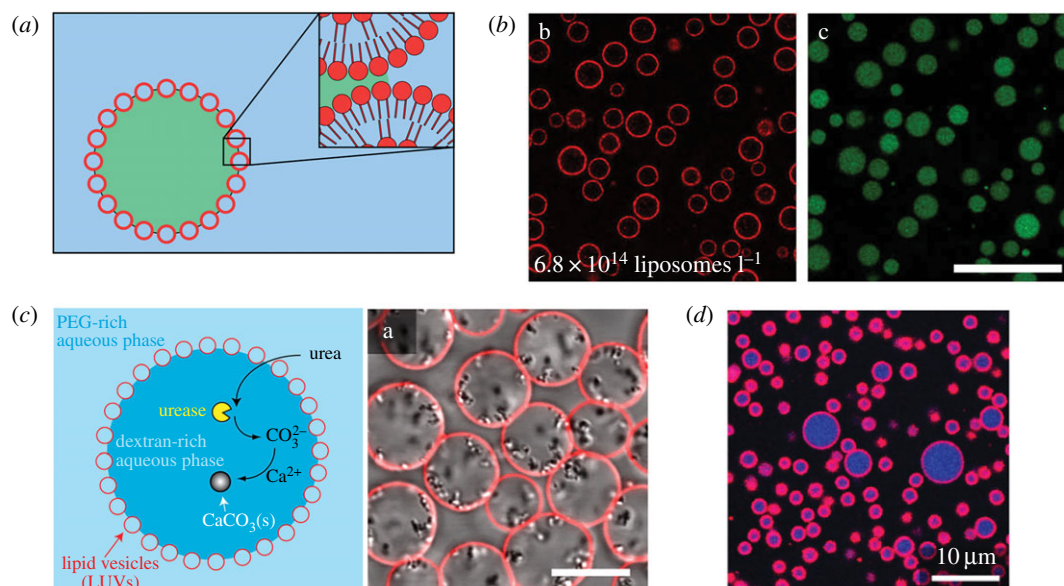 (a)
(b)
b
6.8 × 10¹⁴ liposomes l⁻¹
c
(c)
PEG-rich
aqueous phase
urea
urease
CO₃²⁻
dextran-rich
aqueous phase
Ca²⁺
CaCO₃(s)
lipid vesicles
(LUVs)
a
(d)
10 µm